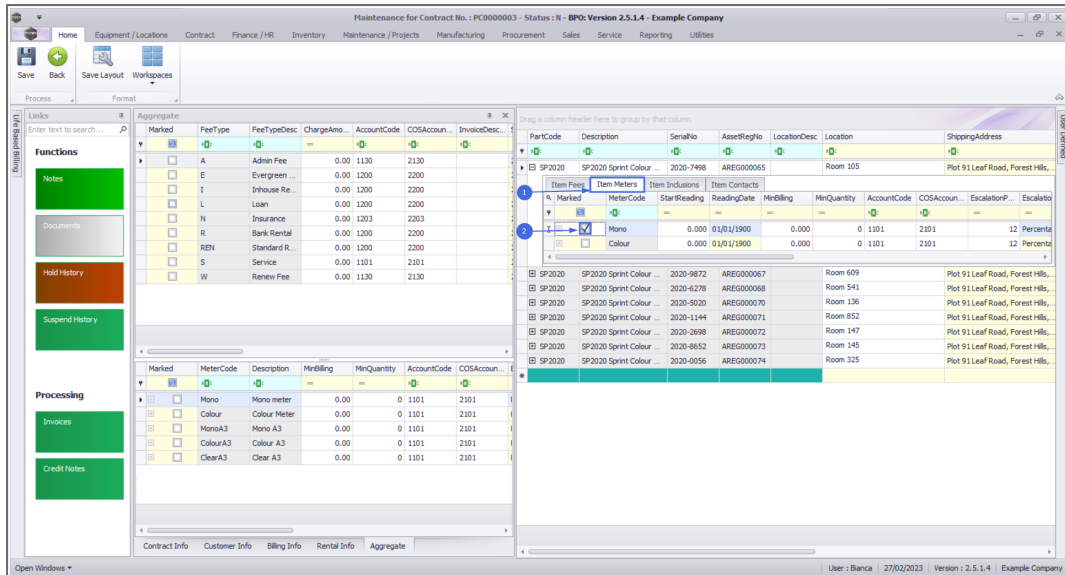 Maintenance for Contract No. : PC0000003 - Status : N - BPO: Version 2.5.1.4 - Example Company
Home Equipment / Locations Contract Finance / HR Inventory Maintenance / Projects Manufacturing Procurement Sales Service Reporting Utilities
Save Back Save Layout Workspaces
Process Format
Life Based Billing
Links
Enter text to search...
Functions
Notes
Documents
Hold History
Suspend History
Processing
Invoices
Credit Notes
Aggregate
Marked FeeType FeeTypeDesc ChargeAmo... AccountCode COSAccoun... InvoiceDesc...
A Admin Fee 0.00 1130 2130
E Evergreen ... 0.00 1200 2200
I Inhouse Re... 0.00 1200 2200
L Loan 0.00 1200 2200
N Insurance 0.00 1203 2203
R Bank Rental 0.00 1200 2200
REN Standard R... 0.00 1200 2200
S Service 0.00 1101 2101
W Renew Fee 0.00 1130 2130
Marked MeterCode Description MinBilling MinQuantity AccountCode COSAccoun...
Mono Mono meter 0.00 0 1101 2101
Colour Colour Meter 0.00 0 1101 2101
MonoA3 Mono A3 0.00 0 1101 2101
ColourA3 Colour A3 0.00 0 1101 2101
ClearA3 Clear A3 0.00 0 1101 2101
Contract Info Customer Info Billing Info Rental Info Aggregate
Drag a column header here to group by that column
PartCode Description SerialNo AssetRegNo LocationDesc Location ShippingAddress
SP2020 SP2020 Sprint Colour ... 2020-7498 AREG000065 Room 105 Plot 91 Leaf Road, Forest Hills,...
1
Item Fees Item Meters Item Inclusions Item Contacts
Marked MeterCode StartReading ReadingDate MinBilling MinQuantity AccountCode COSAccoun... EscalationP... Escalatio
2
Mono 0.000 01/01/1900 0.000 0 1101 2101 12 Percenta
Colour 0.000 01/01/1900 0.000 0 1101 2101 12 Percenta
SP2020 SP2020 Sprint Colour ... 2020-9872 AREG000067 Room 609 Plot 91 Leaf Road, Forest Hills,...
SP2020 SP2020 Sprint Colour ... 2020-6278 AREG000068 Room 541 Plot 91 Leaf Road, Forest Hills,...
SP2020 SP2020 Sprint Colour ... 2020-5020 AREG000070 Room 136 Plot 91 Leaf Road, Forest Hills,...
SP2020 SP2020 Sprint Colour ... 2020-1144 AREG000071 Room 852 Plot 91 Leaf Road, Forest Hills,...
SP2020 SP2020 Sprint Colour ... 2020-2698 AREG000072 Room 147 Plot 91 Leaf Road, Forest Hills,...
SP2020 SP2020 Sprint Colour ... 2020-8652 AREG000073 Room 145 Plot 91 Leaf Road, Forest Hills,...
SP2020 SP2020 Sprint Colour ... 2020-0056 AREG000074 Room 325 Plot 91 Leaf Road, Forest Hills,...
User Defined
Open Windows
User : Bianca 27/02/2023 Version : 2.5.1.4 Example Company